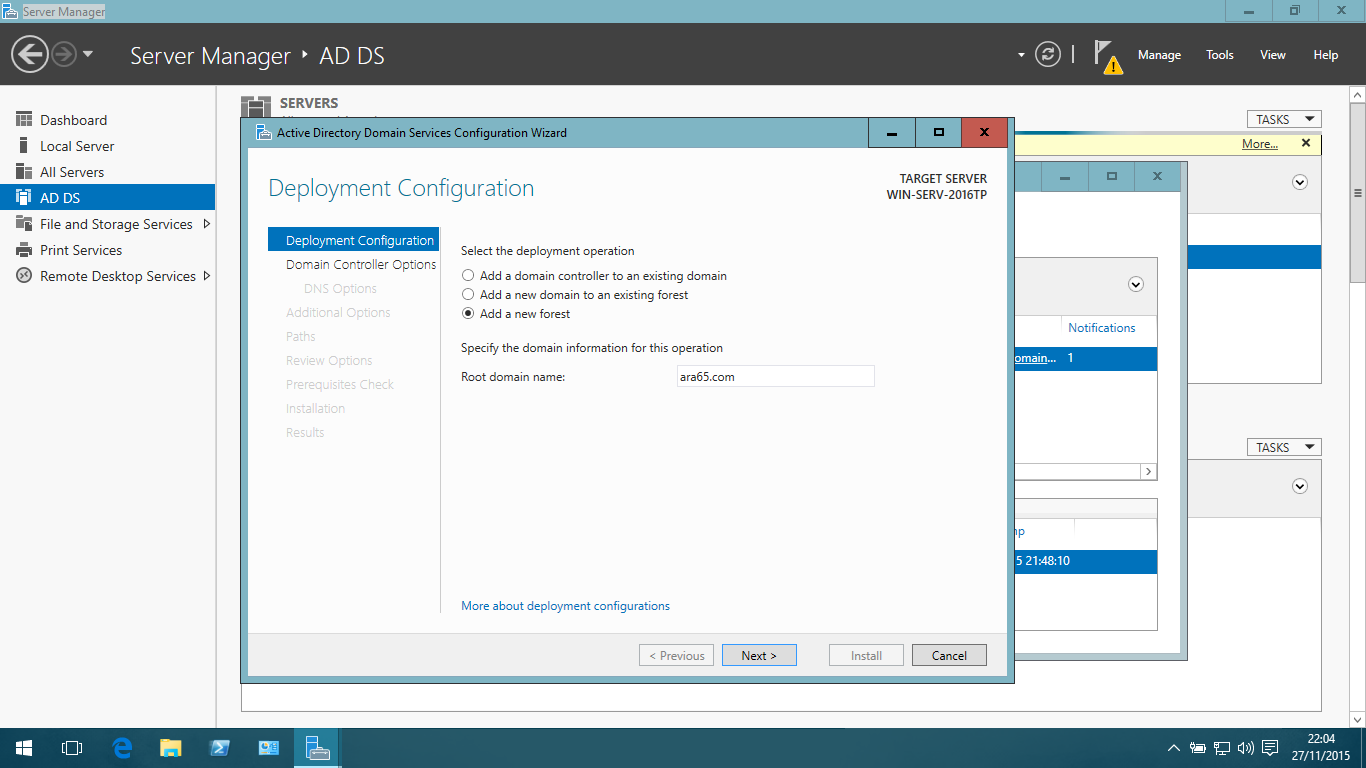 Server Manager
Server Manager ‣ AD DS
Manage
Tools
View
Help
Dashboard
Local Server
All Servers
AD DS
File and Storage Services
Print Services
Remote Desktop Services
SERVERS
TASKS
More...
Active Directory Domain Services Configuration Wizard
Deployment Configuration
TARGET SERVER
WIN-SERV-2016TP
Deployment Configuration
Domain Controller Options
DNS Options
Additional Options
Paths
Review Options
Prerequisites Check
Installation
Results
Select the deployment operation
Add a domain controller to an existing domain
Add a new domain to an existing forest
Add a new forest
Specify the domain information for this operation
Root domain name:
ara65.com
More about deployment configurations
< Previous
Next >
Install
Cancel
Notifications
omain...
1
TASKS
mp
5 21:48:10
22:04
27/11/2015